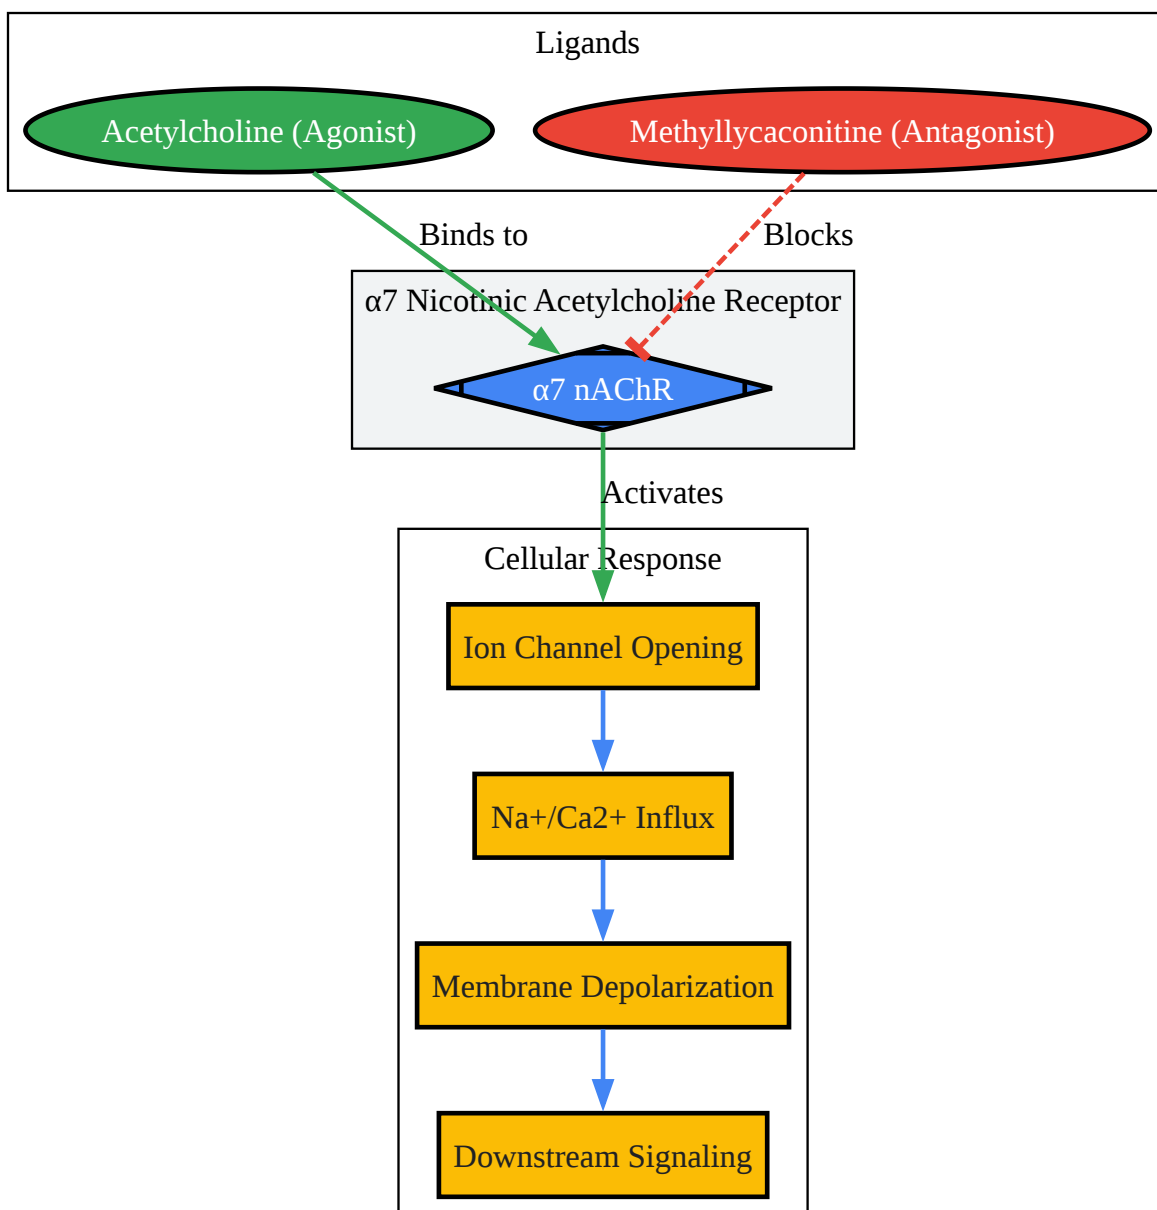 Ligands
Acetylcholine (Agonist)
Methyllycaconitine (Antagonist)
Binds to
Blocks
α7 Nicotinic Acetylcholine Receptor
α7 nAChR
Activates
Cellular Response
Ion Channel Opening
Na+/Ca2+ Influx
Membrane Depolarization
Downstream Signaling